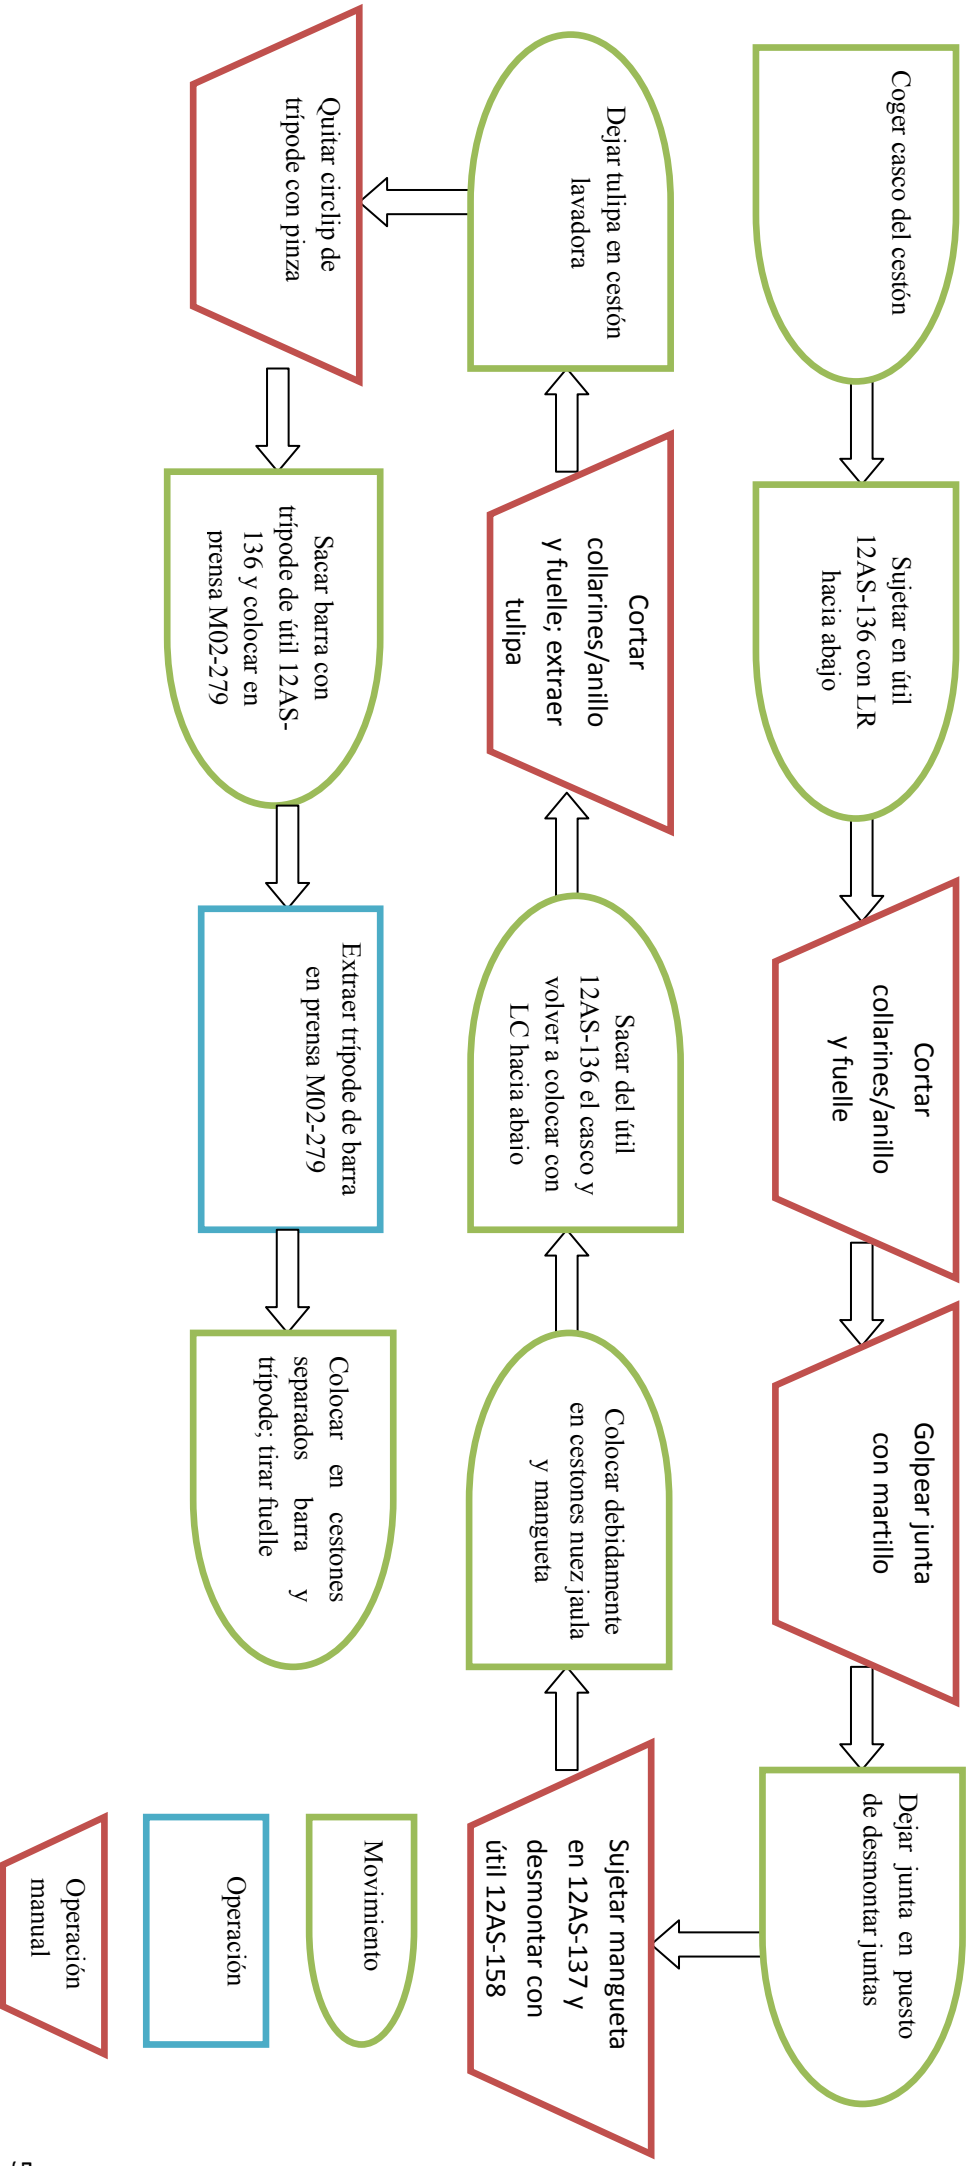 Coger casco del cestón
Sujetar en útil
12AS-136 con LR
hacia abajo
Cortar
collarines/anillo
y fuelle
Golpear junta
con martillo
Dejar junta en puesto
de desmontar juntas
Sujetar mangueta
en 12AS-137 y
desmontar con
útil 12AS-158
Colocar debidamente
en cestones nuez jaula
y mangueta
Sacar del útil
12AS-136 el casco y
volver a colocar con
LC hacia abajo
Cortar
collarines/anillo
y fuelle; extraer
tulipa
Dejar tulipa en cestón
lavadora
Quitar circlip de
trípode con pinza
Sacar barra con
trípode de útil 12AS-
136 y colocar en
prensa M02-279
Extraer trípode de barra
en prensa M02-279
Colocar en cestones
separados barra y
trípode; tirar fuelle
Movimiento
Operación
Operación
manual